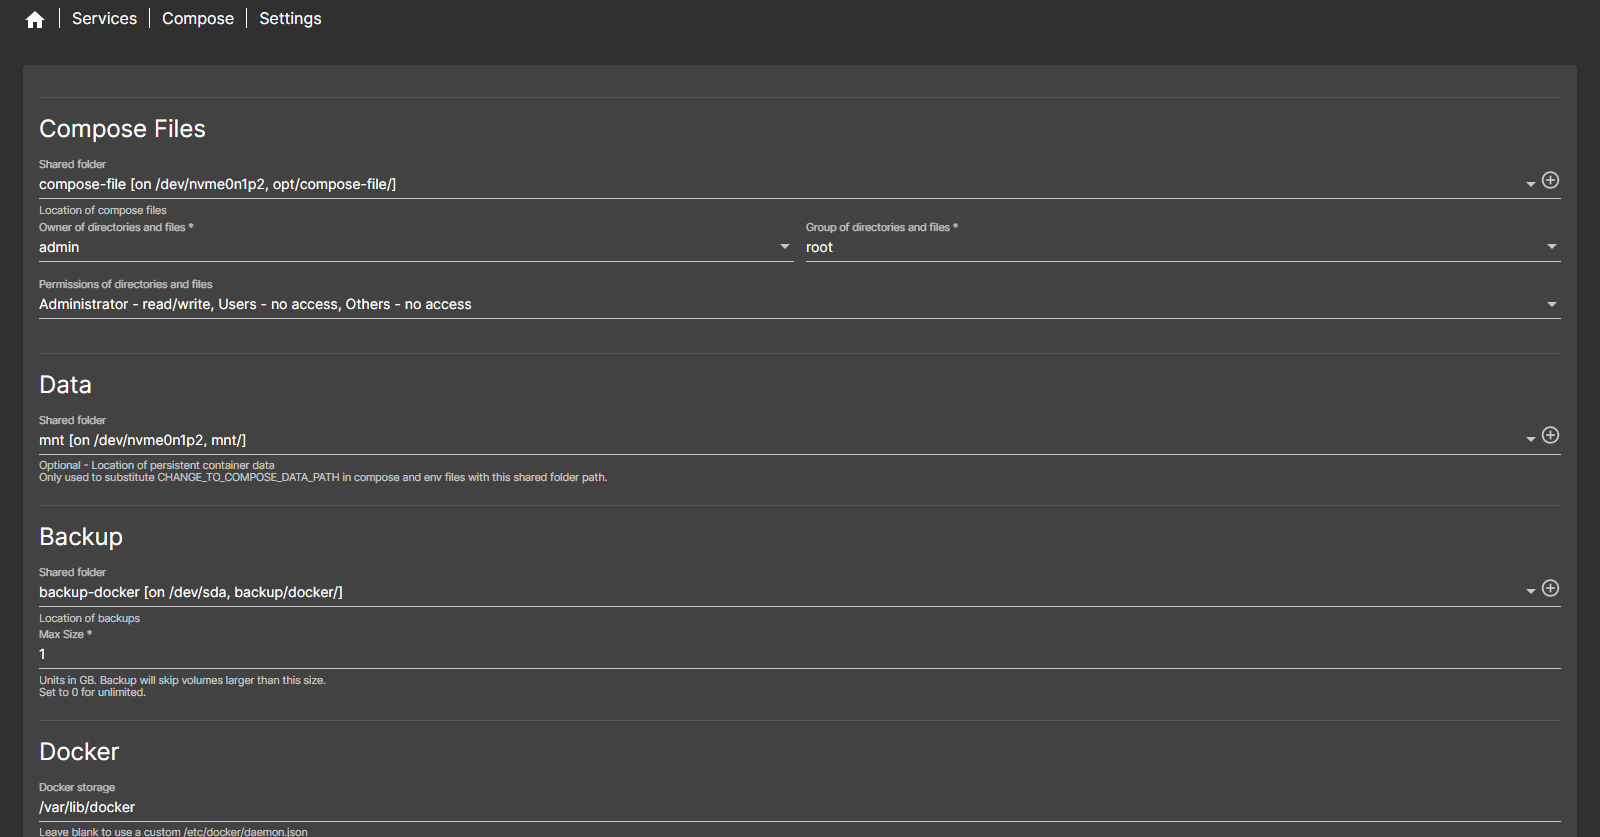 Services | Compose | Settings
Compose Files
Shared folder
compose-file [on /dev/nvme0n1p2, opt/compose-file/]
Location of compose files
Owner of directories and files *
admin
Group of directories and files *
root
Permissions of directories and files
Administrator - read/write, Users - no access, Others - no access
Data
Shared folder
mnt [on /dev/nvme0n1p2, mnt/]
Optional - Location of persistent container data
Only used to substitute CHANGE_TO_COMPOSE_DATA_PATH in compose and env files with this shared folder path.
Backup
Shared folder
backup-docker [on /dev/sda, backup/docker/]
Location of backups
Max Size *
1
Units in GB. Backup will skip volumes larger than this size.
Set to 0 for unlimited.
Docker
Docker storage
/var/lib/docker
Leave blank to use a custom /etc/docker/daemon.json